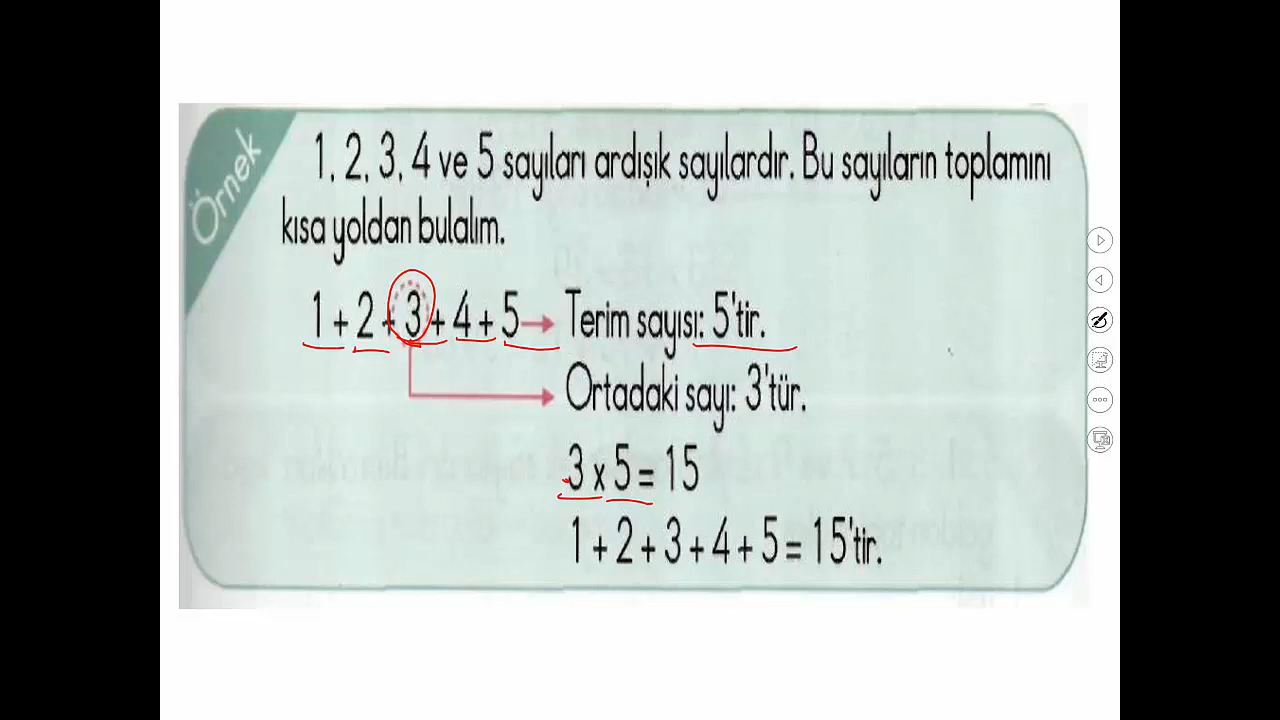 Örnek
1, 2, 3, 4 ve 5 sayıları ardışık sayılardır. Bu sayıların toplamını
kısa yoldan bulalım.
1 + 2 + 3 + 4 + 5 → Terim sayısı: 5'tir.
Ortadaki sayı: 3'tür.
3 x 5 = 15
1 + 2 + 3 + 4 + 5 = 15'tir.